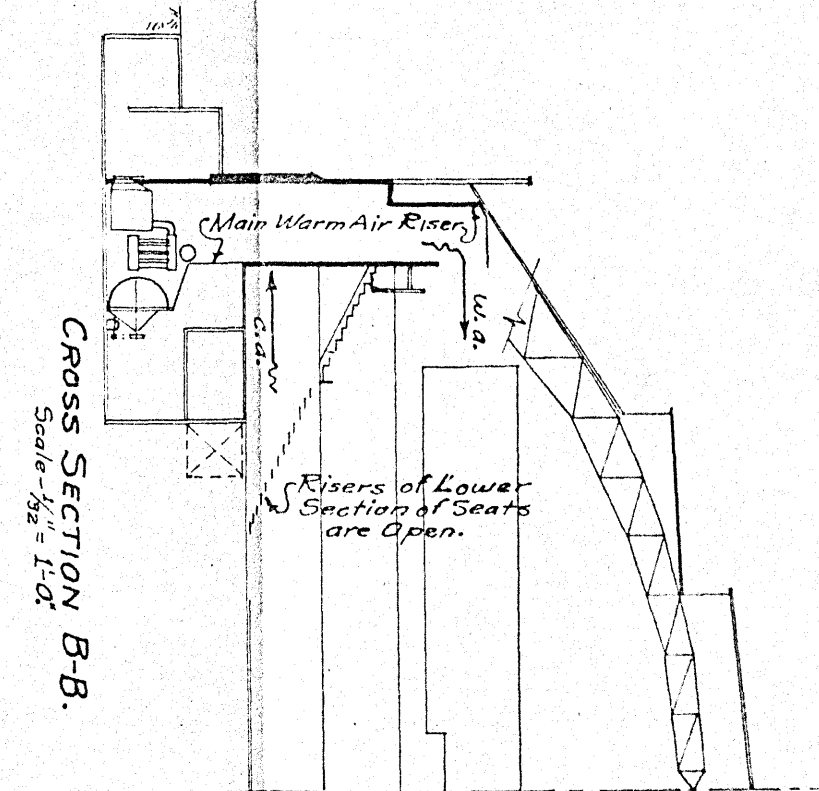 Main Warm Air Riser
W.a.
C.a.
Risers of Lower
Section of Seats
are Open.
CROSS SECTION B-B.
Scale-1/32" = 1'-0"